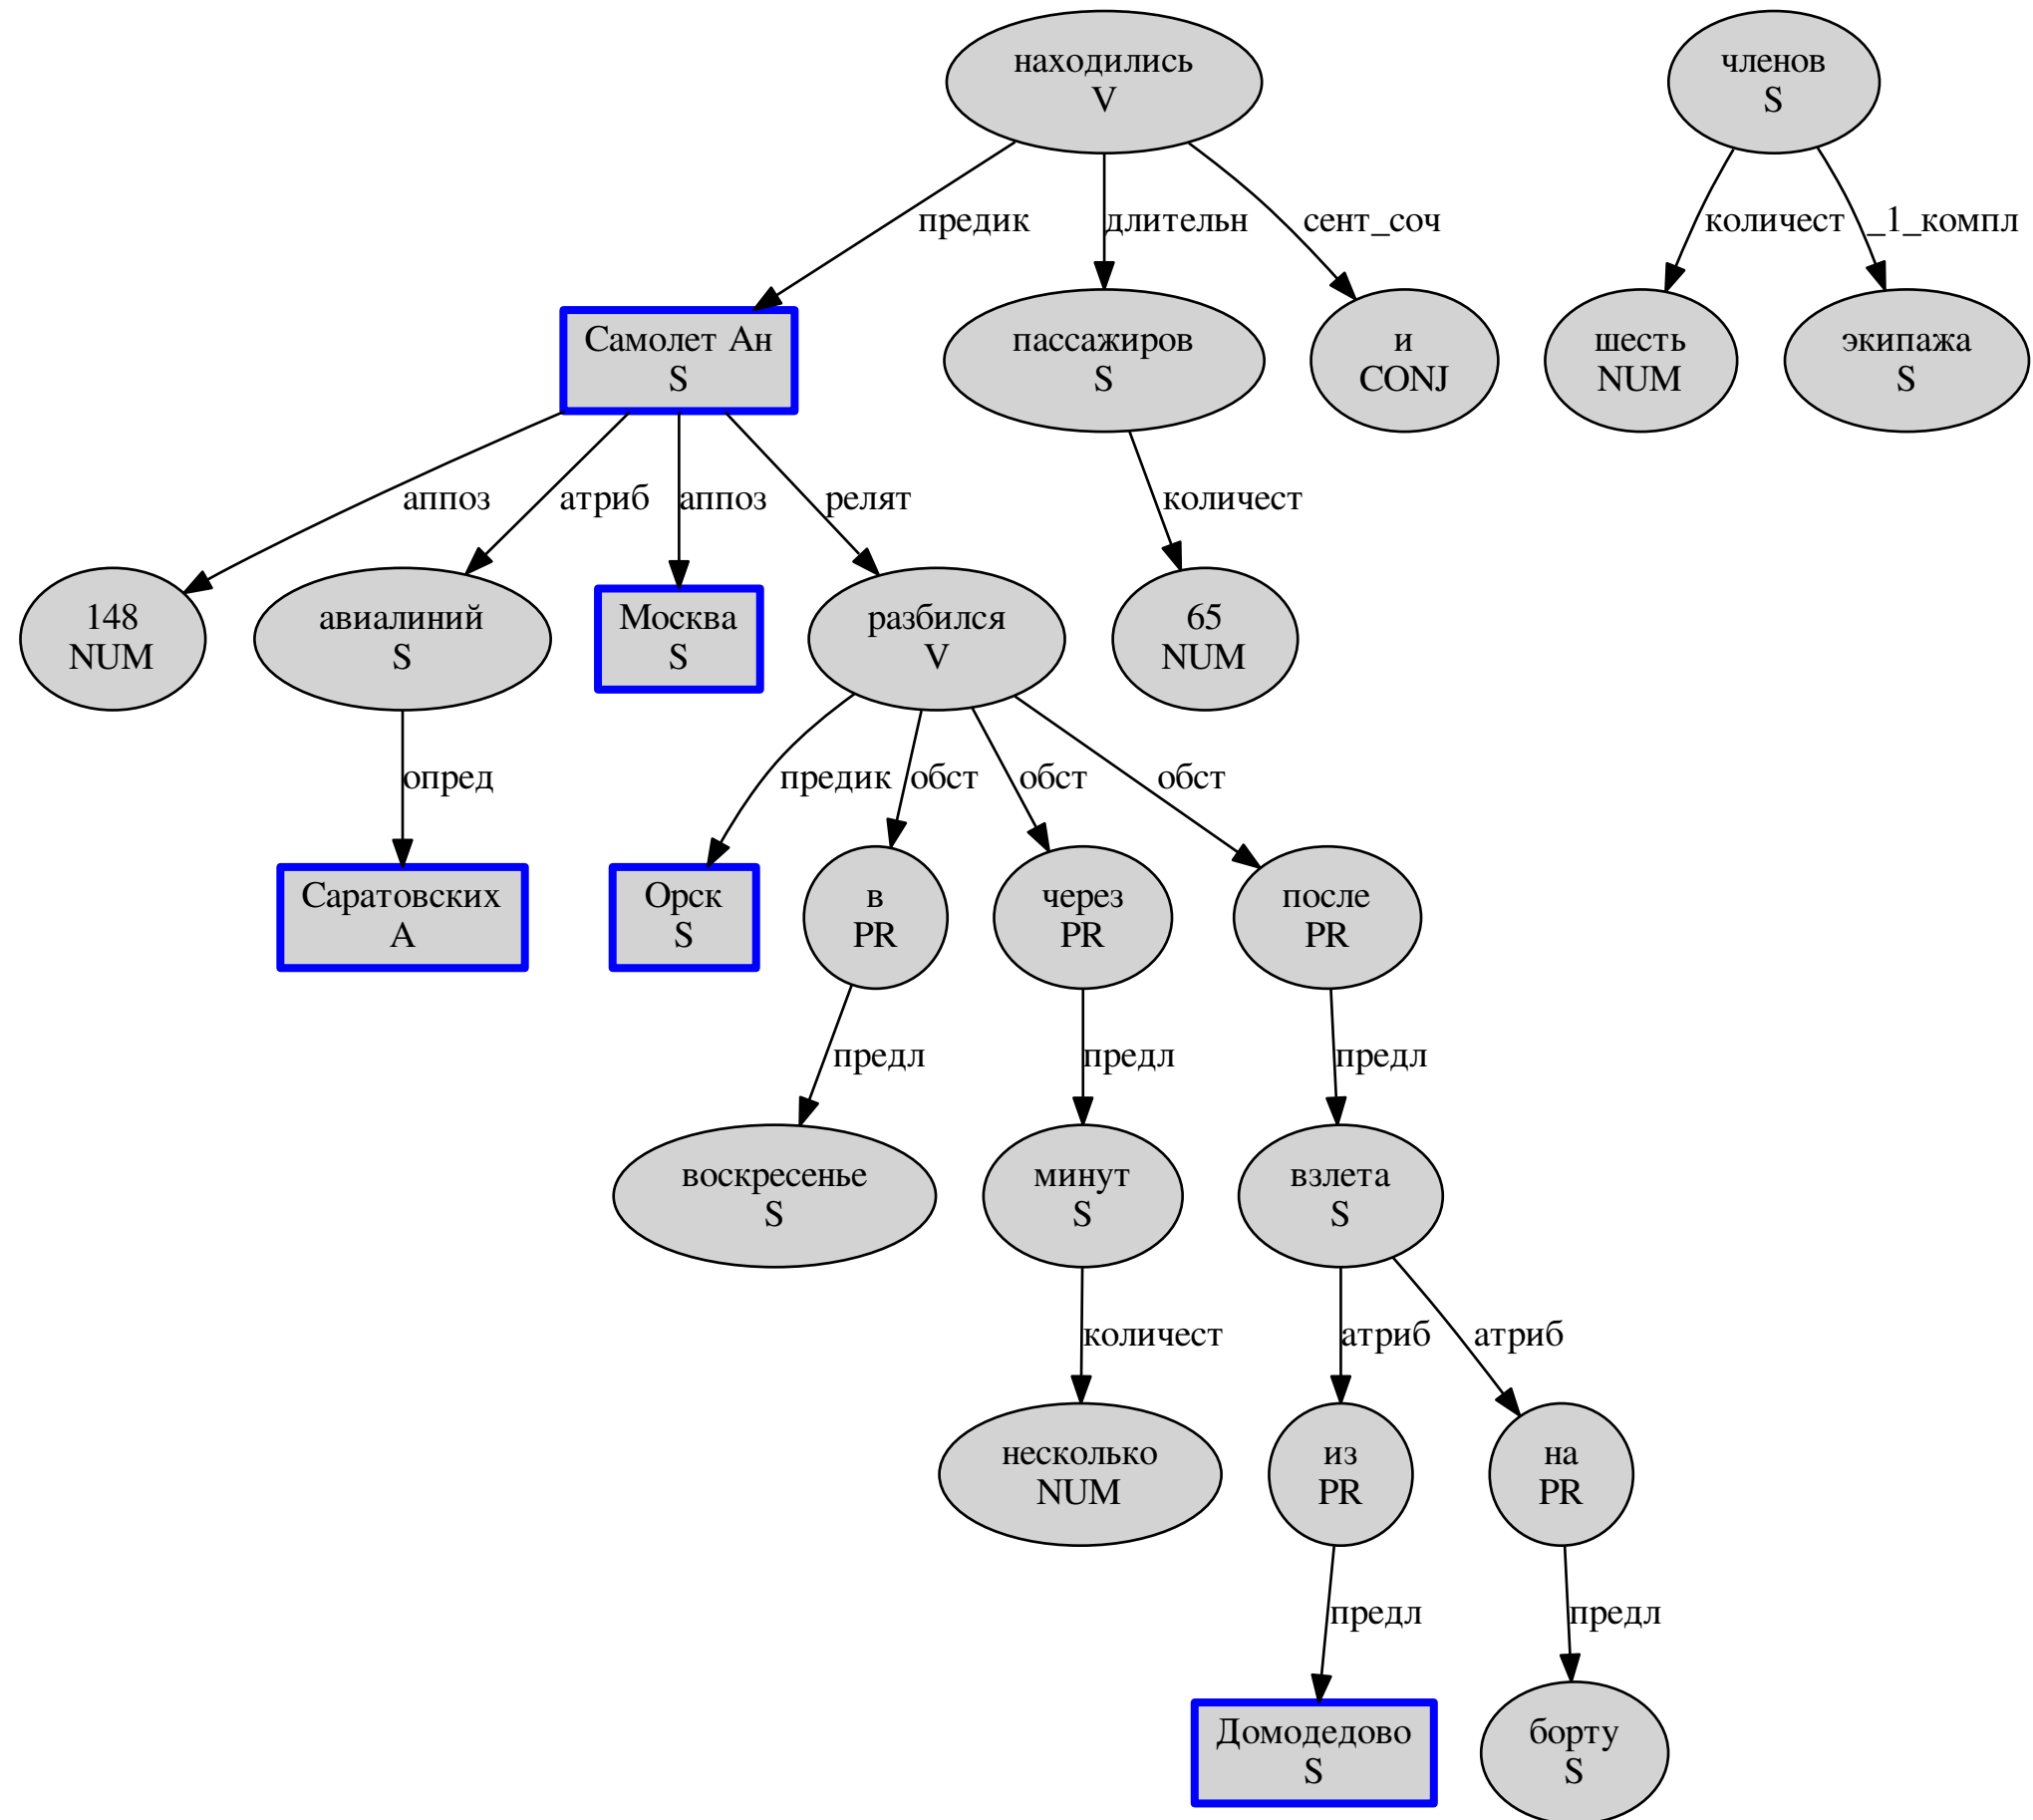 находились
V
членов
S
предик
длительн
сент_соч
количест
_1_компл
Самолет Ан
S
пассажиров
S
и
CONJ
шесть
NUM
экипажа
S
аппоз
атриб
аппоз
релят
количест
148
NUM
авиалиний
S
Москва
S
разбился
V
65
NUM
опред
предик
обст
обст
обст
Саратовских
A
Орск
S
в
PR
через
PR
после
PR
предл
предл
предл
воскресенье
S
минут
S
взлета
S
количест
атриб
атриб
несколько
NUM
из
PR
на
PR
предл
предл
Домодедово
S
борту
S